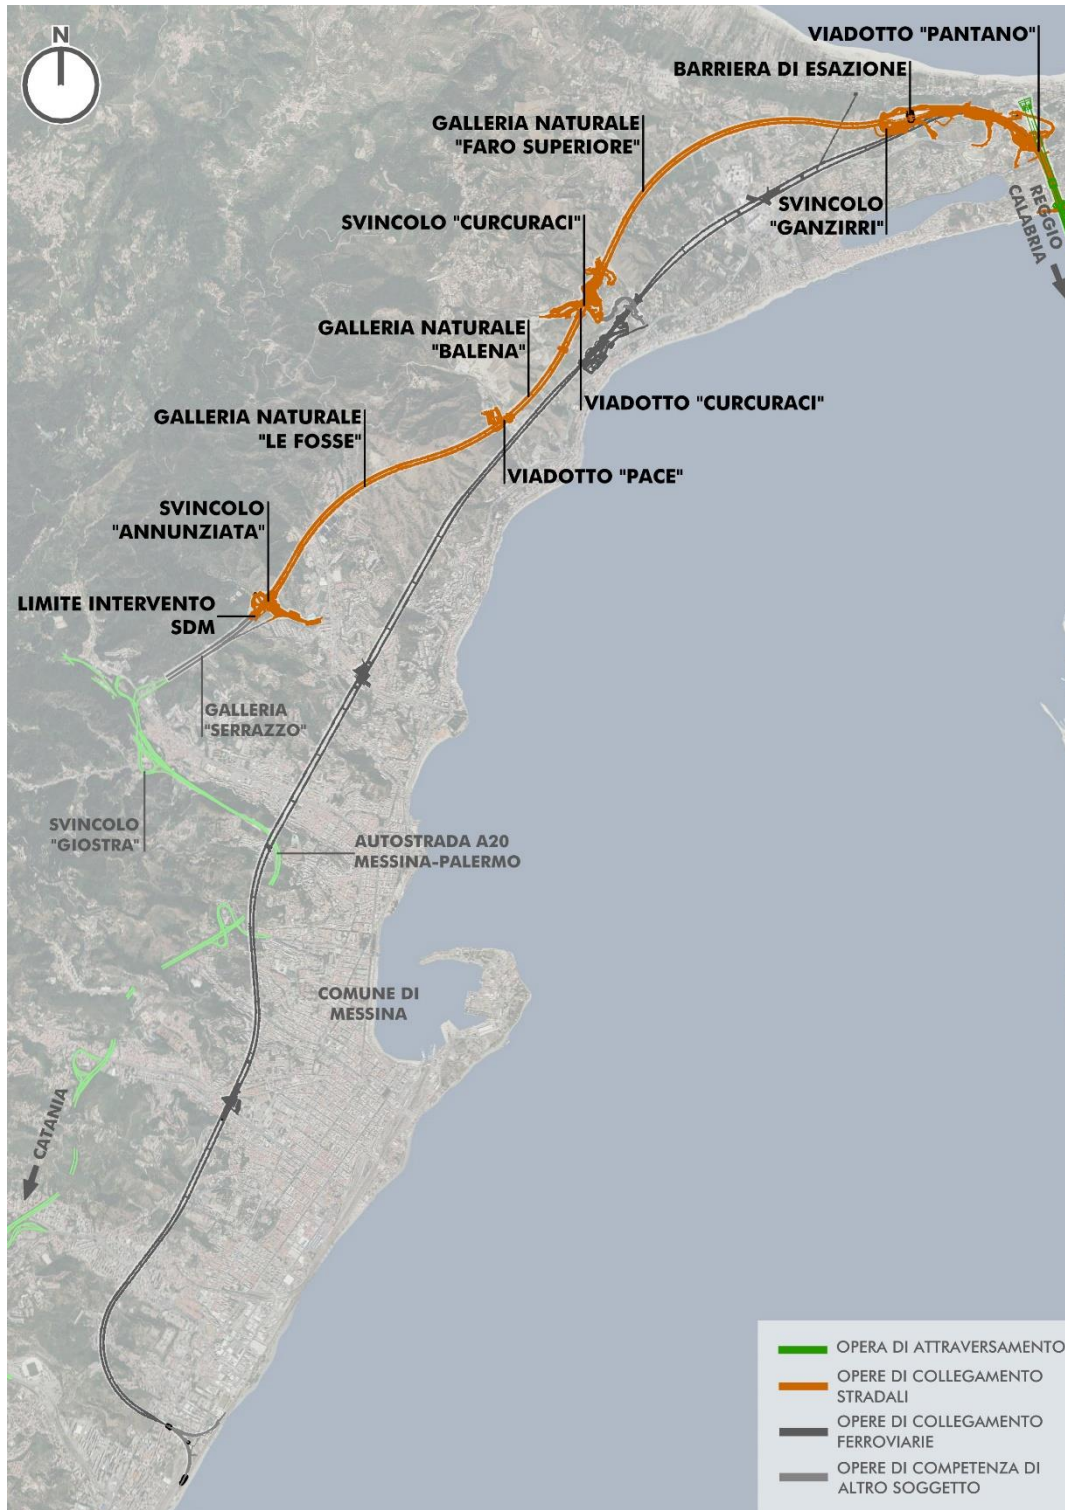 N
VIADOTTO "PANTANO"
BARRIERA DI ESAZIONE
GALLERIA NATURALE
"FARO SUPERIORE"
SVINCOLO
"GANZIRRI"
REGGIO
CALABRIA
SVINCOLO "CURCURACI"
GALLERIA NATURALE
"BALENA"
VIADOTTO "CURCURACI"
GALLERIA NATURALE
"LE FOSSE"
VIADOTTO "PACE"
SVINCOLO
"ANNUNZIATA"
LIMITE INTERVENTO
SDM
GALLERIA
"SERRAZZO"
SVINCOLO
"GIOSTRA"
AUTOSTRADA A20
MESSINA-PALERMO
COMUNE DI
MESSINA
CATANIA
OPERA DI ATTRAVERSAMENTO
OPERE DI COLLEGAMENTO
STRADALI
OPERE DI COLLEGAMENTO
FERROVIARIE
OPERE DI COMPETENZA DI
ALTRO SOGGETTO